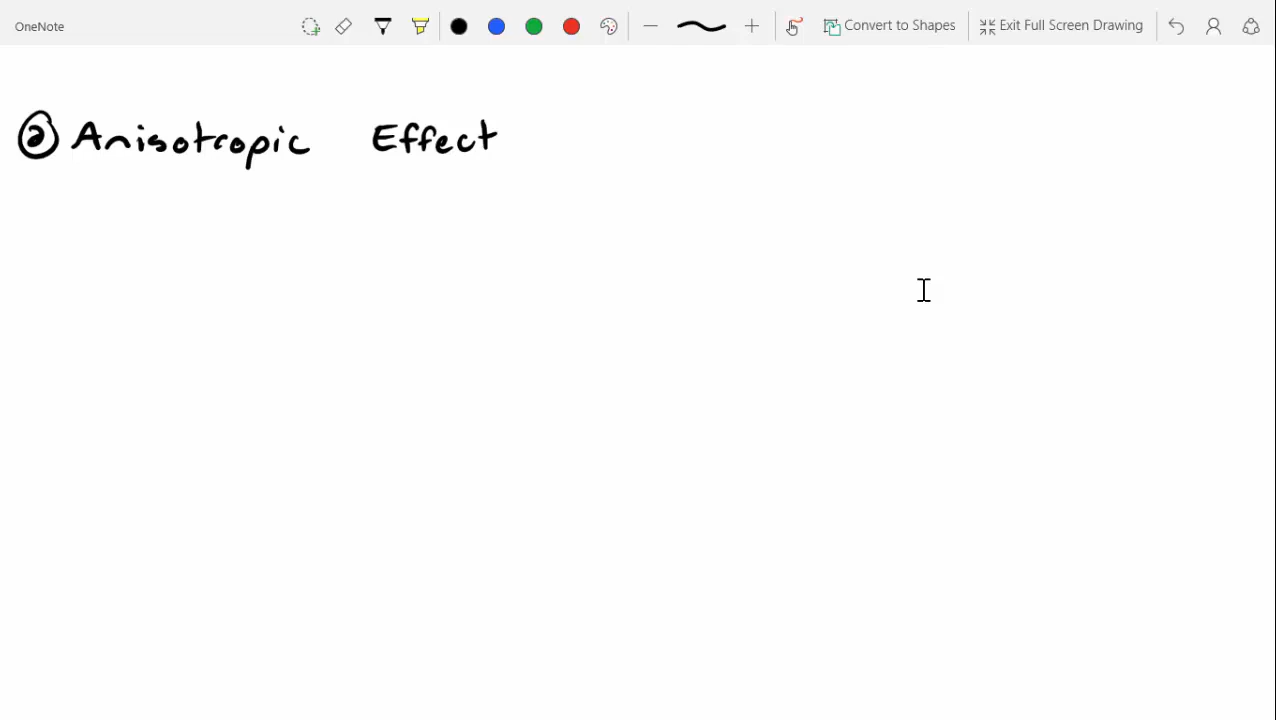 OneNote
Convert to Shapes
Exit Full Screen Drawing
② Anisotropic Effect